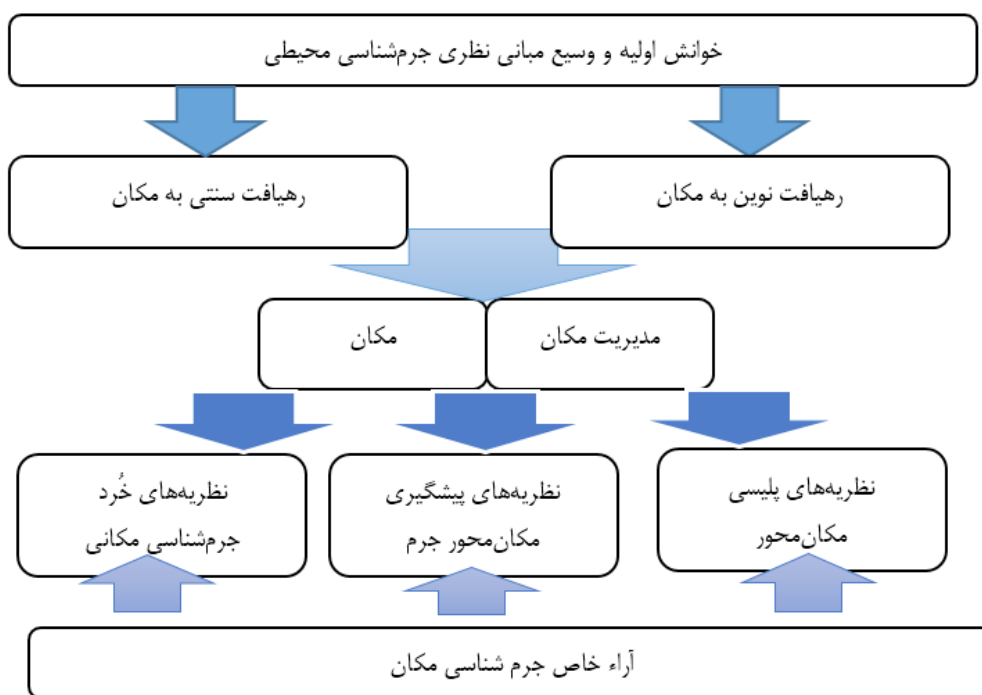 خوانش اولیه و وسیع مبانی نظری جرم‌شناسی محیطی
رهیافت نوین به مکان
رهیافت سنتی به مکان
مدیریت مکان
مکان
نظریه‌های پلیسی
مکان‌محور
نظریه‌های پیشگیری
مکان‌محور جرم
نظریه‌های خُرد
جرم‌شناسی مکانی
آراء خاص جرم شناسی مکان